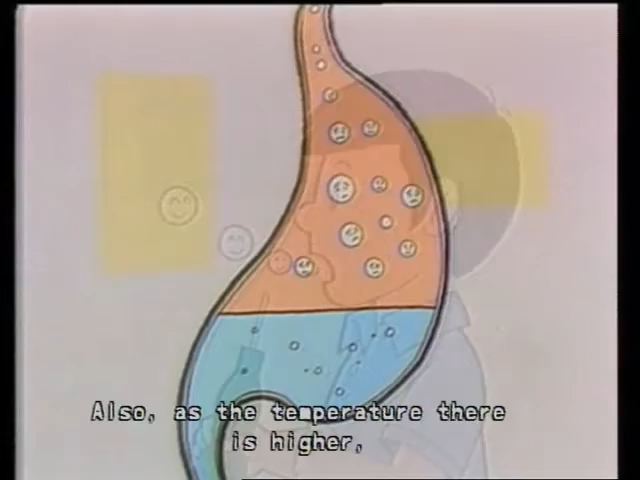 Also, as the temperature there
is higher,